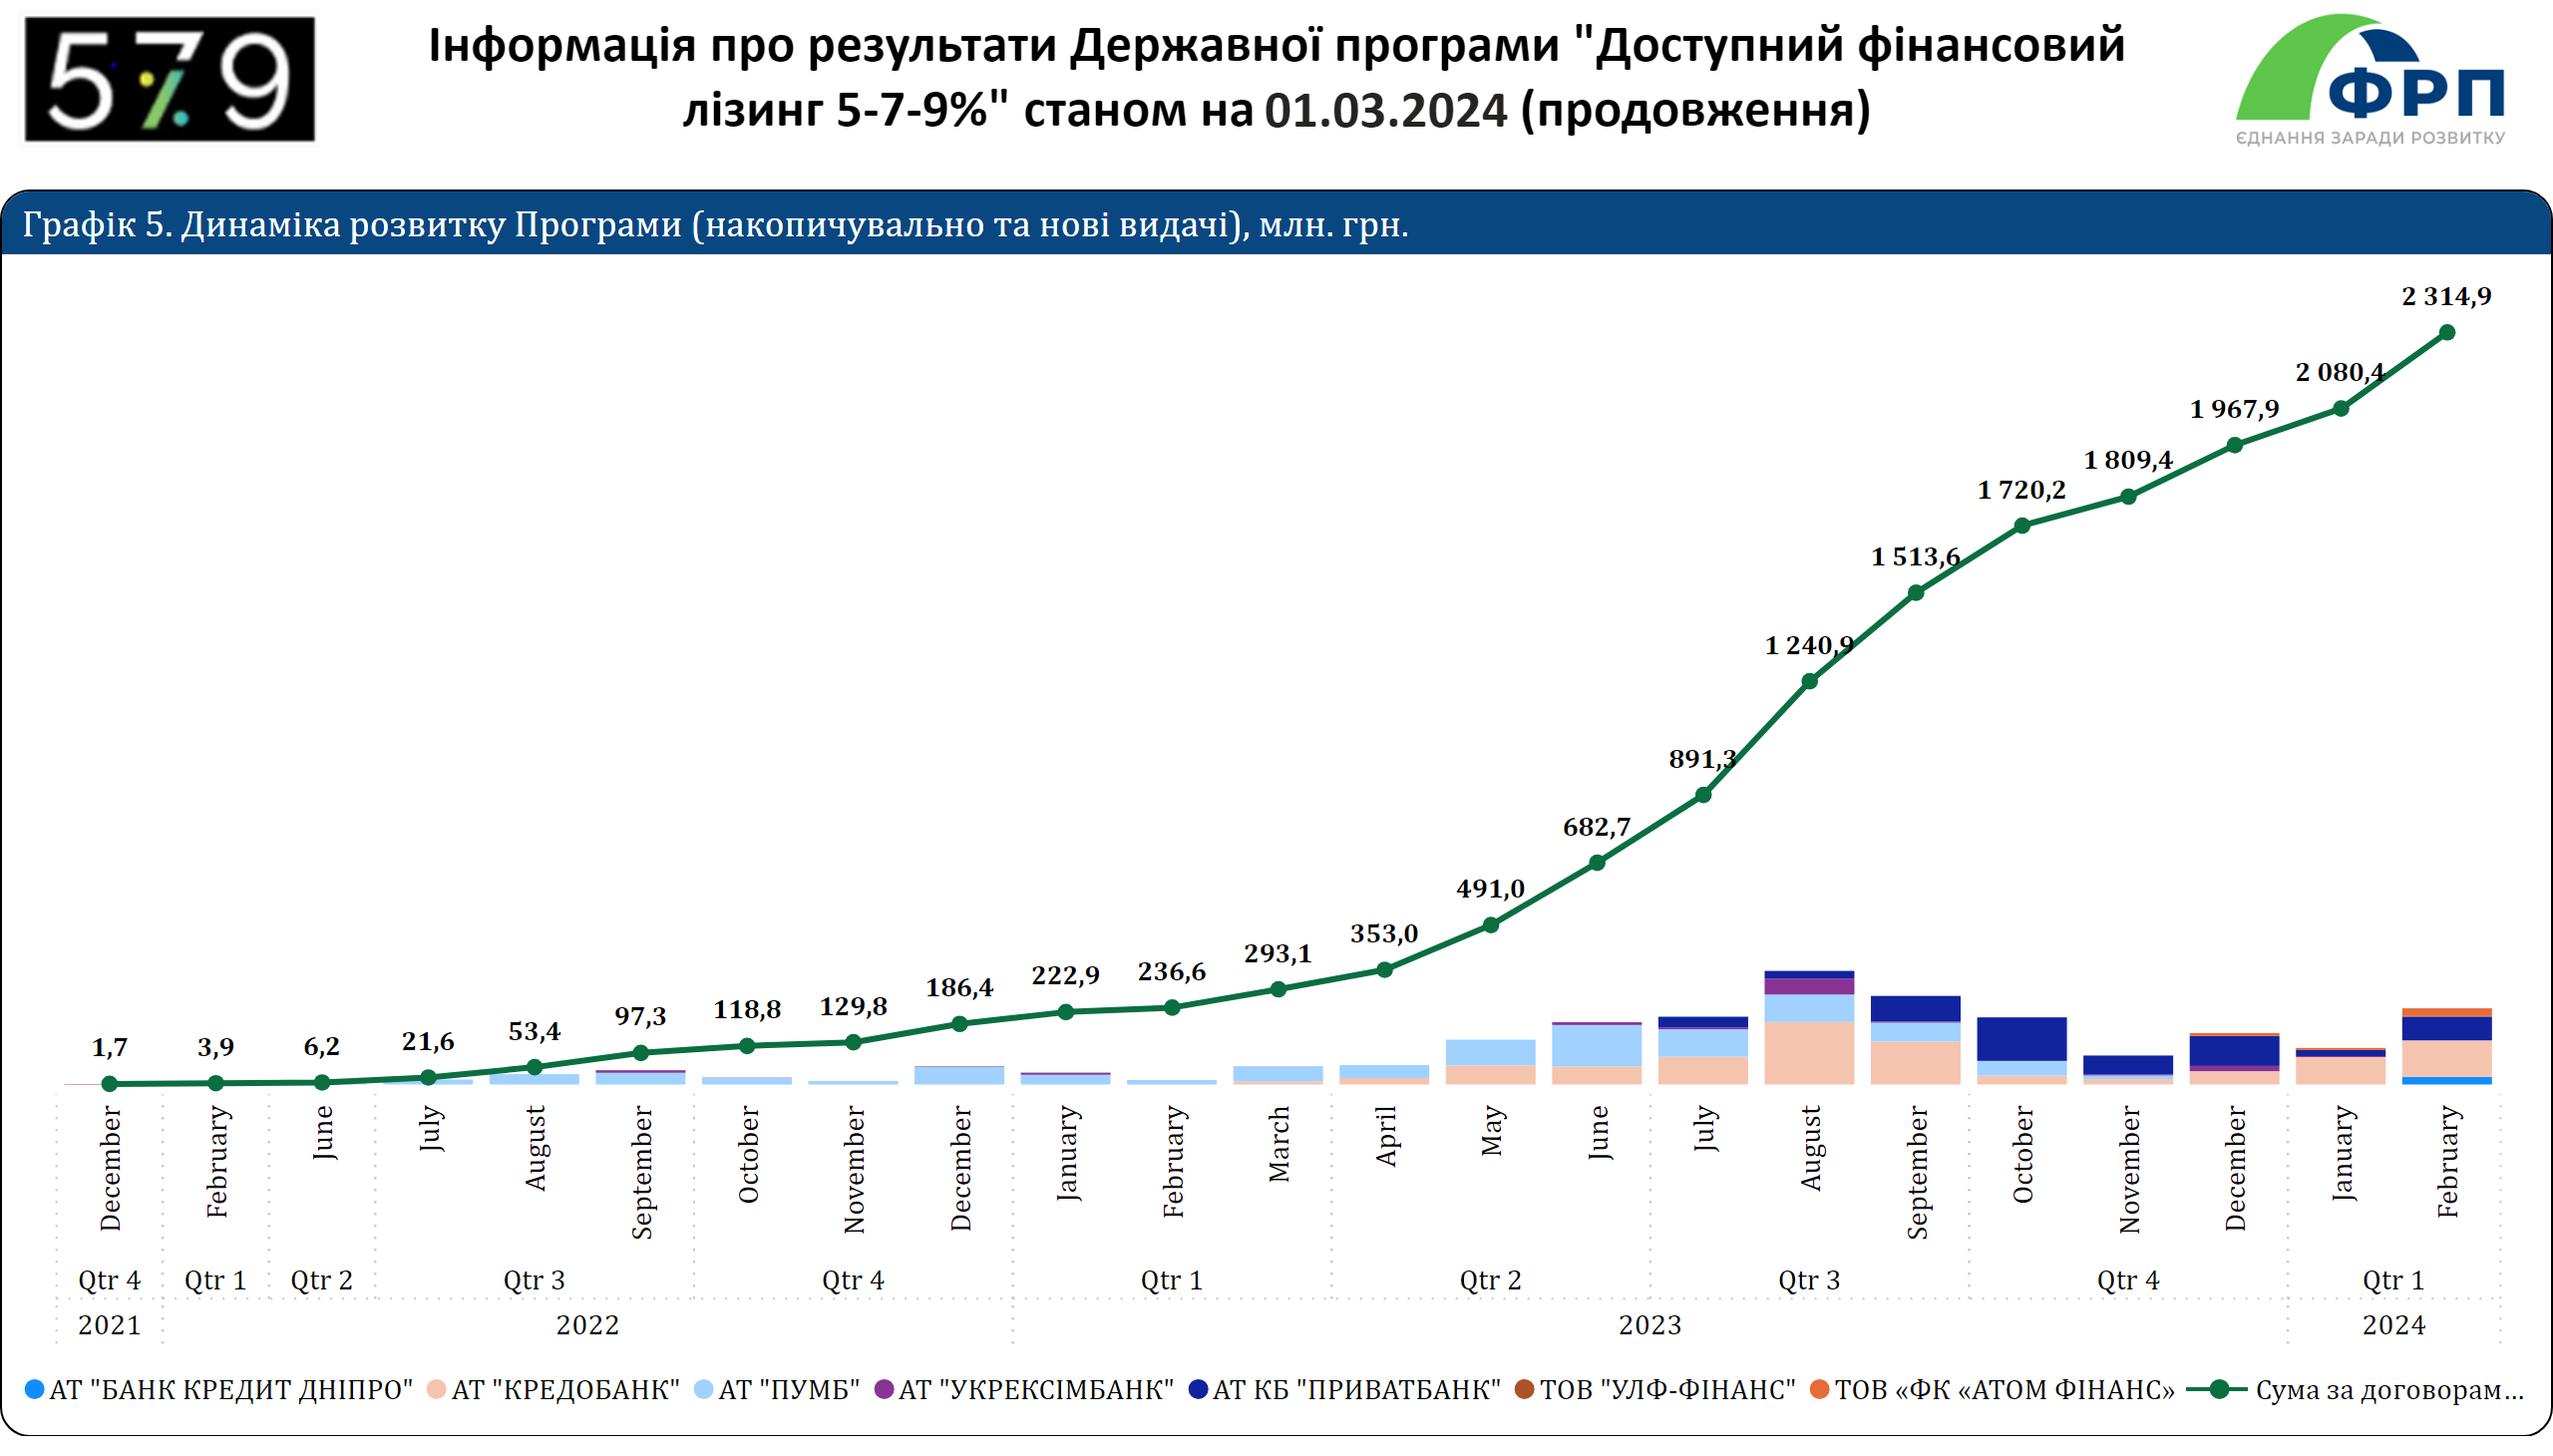 579
Інформація про результати Державної програми "Доступний фінансовий
лізинг 5-7-9%" станом на 01.03.2024 (продовження)
ФРП
ЄДНАННЯ ЗАРАДИ РОЗВИТКУ
Графік 5. Динаміка розвитку Програми (накопичувально та нові видачі), млн. грн.
1,7 3,9 6,2 21,6 53,4 97,3 118,8 129,8 186,4 222,9 236,6 293,1 353,0 491,0 682,7 891,3 1 240,9 1 513,6 1 720,2 1 809,4 1 967,9 2 080,4 2 314,9
December February June July August September October November December January February March April May June July August September October November December January February
Qtr 4 Qtr 1 Qtr 2 Qtr 3 Qtr 4 Qtr 1 Qtr 2 Qtr 3 Qtr 4 Qtr 1
2021 2022 2023 2024
АТ "БАНК КРЕДИТ ДНІПРО" АТ "КРЕДОБАНК" АТ "ПУМБ" АТ "УКРЕКСІМБАНК" АТ КБ "ПРИВАТБАНК" ТОВ "УЛФ-ФІНАНС" ТОВ «ФК «АТОМ ФІНАНС» Сума за договорам…